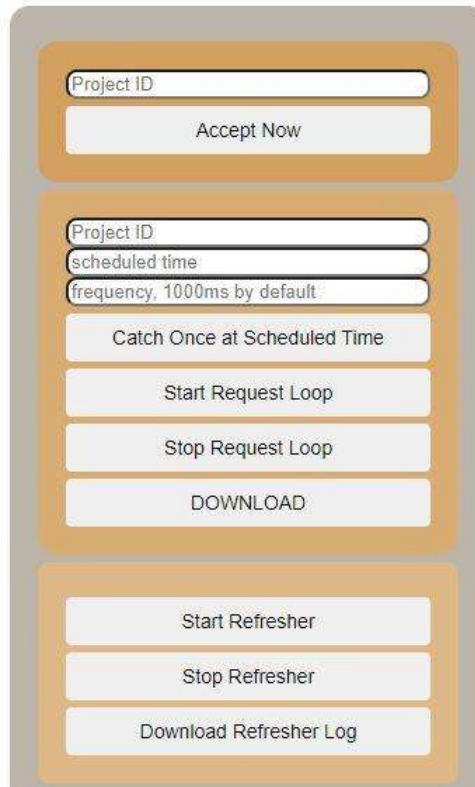 Project ID
Accept Now
Project ID
scheduled time
frequency, 1000ms by default
Catch Once at Scheduled Time
Start Request Loop
Stop Request Loop
DOWNLOAD
Start Refresher
Stop Refresher
Download Refresher Log